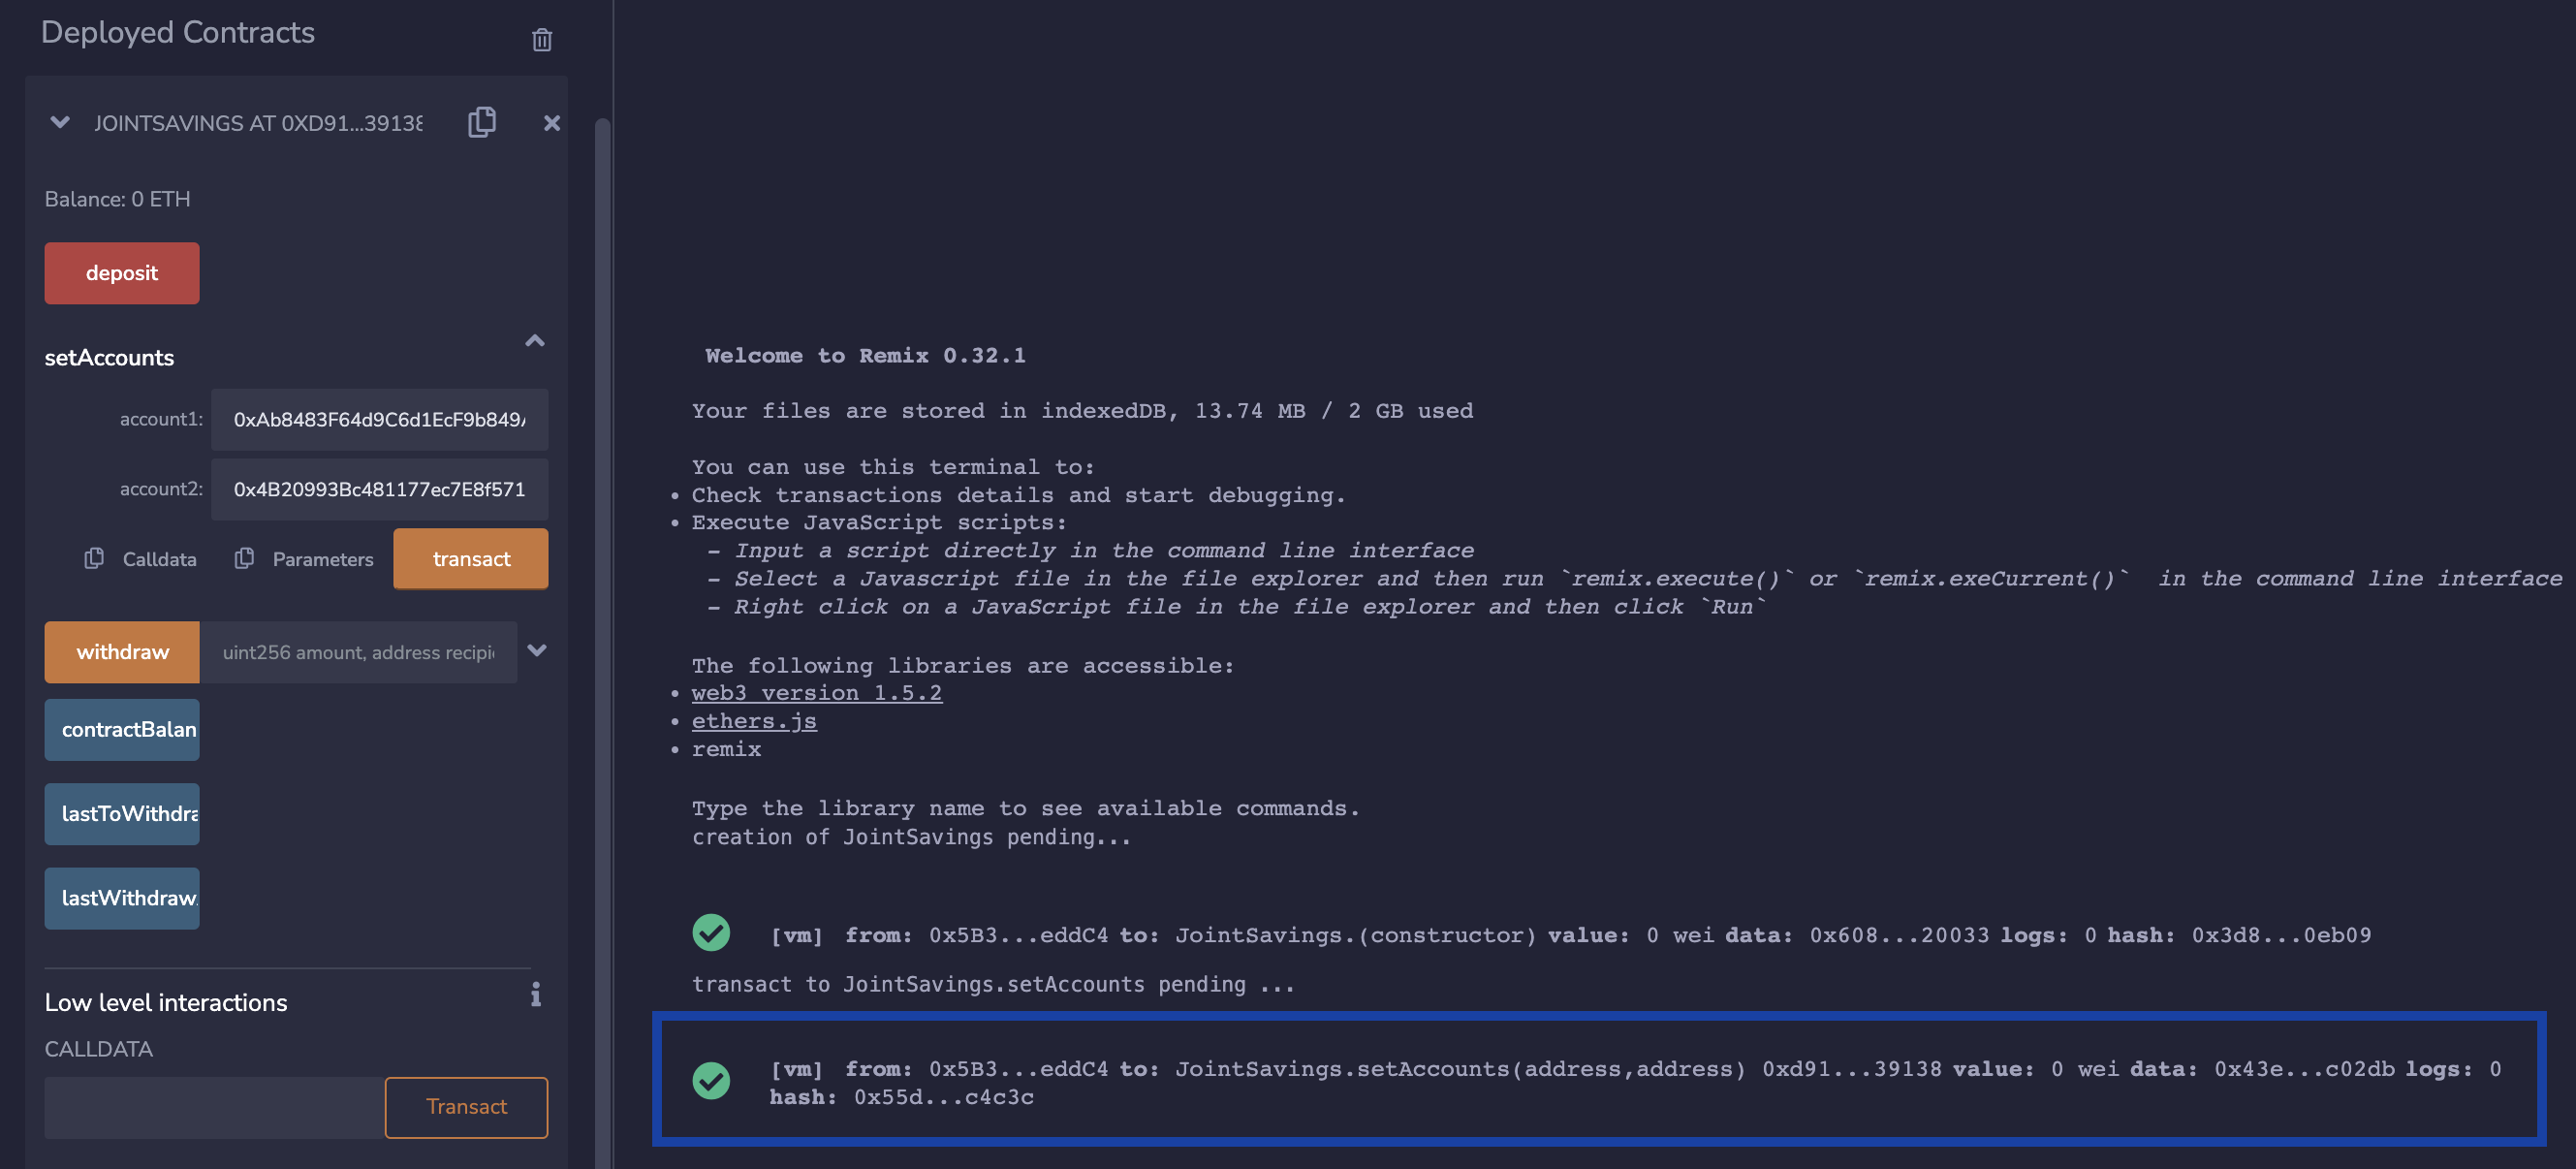 Deployed Contracts
JOINTSAVINGS AT 0XD91...39138
Balance: 0 ETH
deposit
setAccounts
account1: 0xAb8483F64d9C6d1EcF9b849
account2: 0x4B20993Bc481177ec7E8f571
Calldata Parameters transact
withdraw uint256 amount, address recipi
contractBalan
lastToWithdra
lastWithdraw
Low level interactions
CALLDATA
Transact
Welcome to Remix 0.32.1
Your files are stored in indexedDB, 13.74 MB / 2 GB used
You can use this terminal to:
• Check transactions details and start debugging.
• Execute JavaScript scripts:
– Input a script directly in the command line interface
– Select a Javascript file in the file explorer and then run `remix.execute()` or `remix.exeCurrent()` in the command line interface
– Right click on a JavaScript file in the file explorer and then click `Run`
The following libraries are accessible:
• web3 version 1.5.2
• ethers.js
• remix
Type the library name to see available commands.
creation of JointSavings pending...
[vm] from: 0x5B3...eddC4 to: JointSavings.(constructor) value: 0 wei data: 0x608...20033 logs: 0 hash: 0x3d8...0eb09
transact to JointSavings.setAccounts pending ...
[vm] from: 0x5B3...eddC4 to: JointSavings.setAccounts(address,address) 0xd91...39138 value: 0 wei data: 0x43e...c02db logs: 0
hash: 0x55d...c4c3c